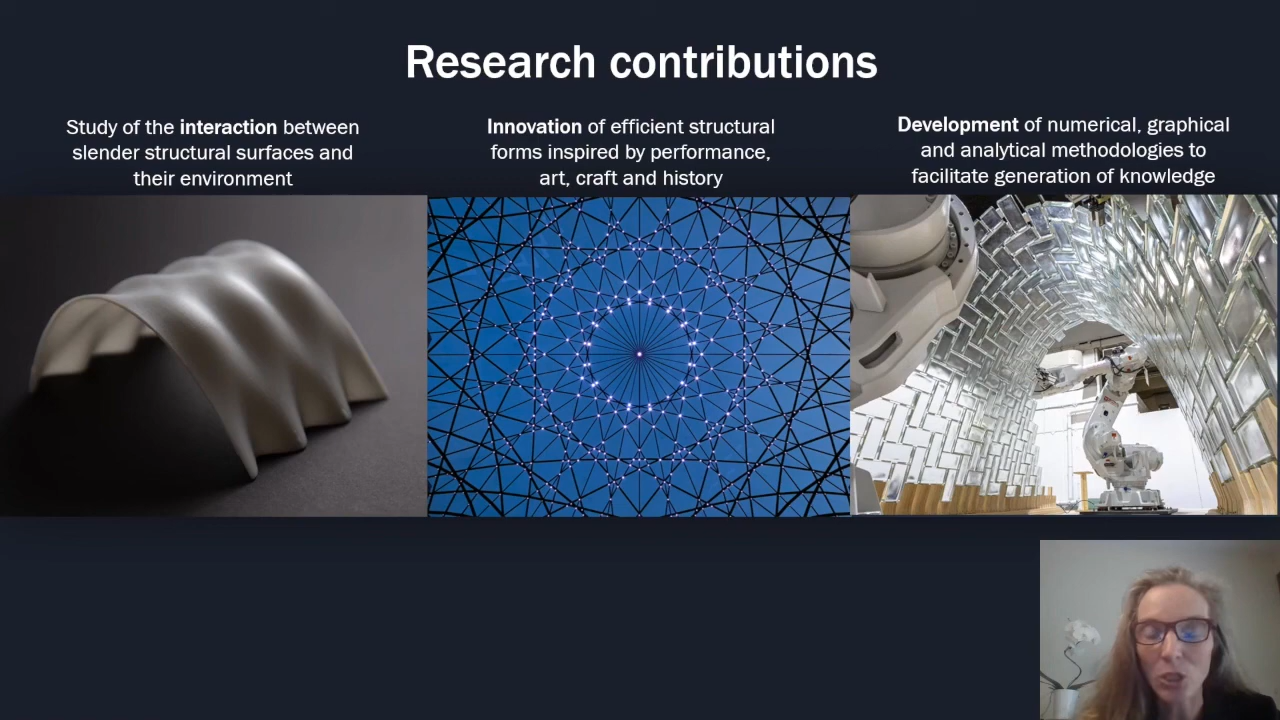 Research contributions
Study of the interaction between
slender structural surfaces and
their environment
Innovation of efficient structural
forms inspired by performance,
art, craft and history
Development of numerical, graphical
and analytical methodologies to
facilitate generation of knowledge